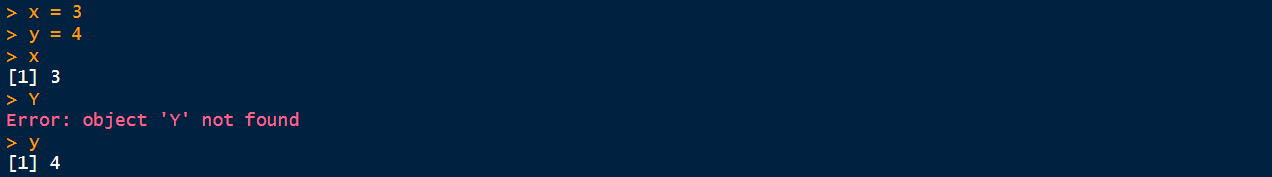 > x = 3
> y = 4
> x
[1] 3
> Y
Error: object 'Y' not found
> y
[1] 4